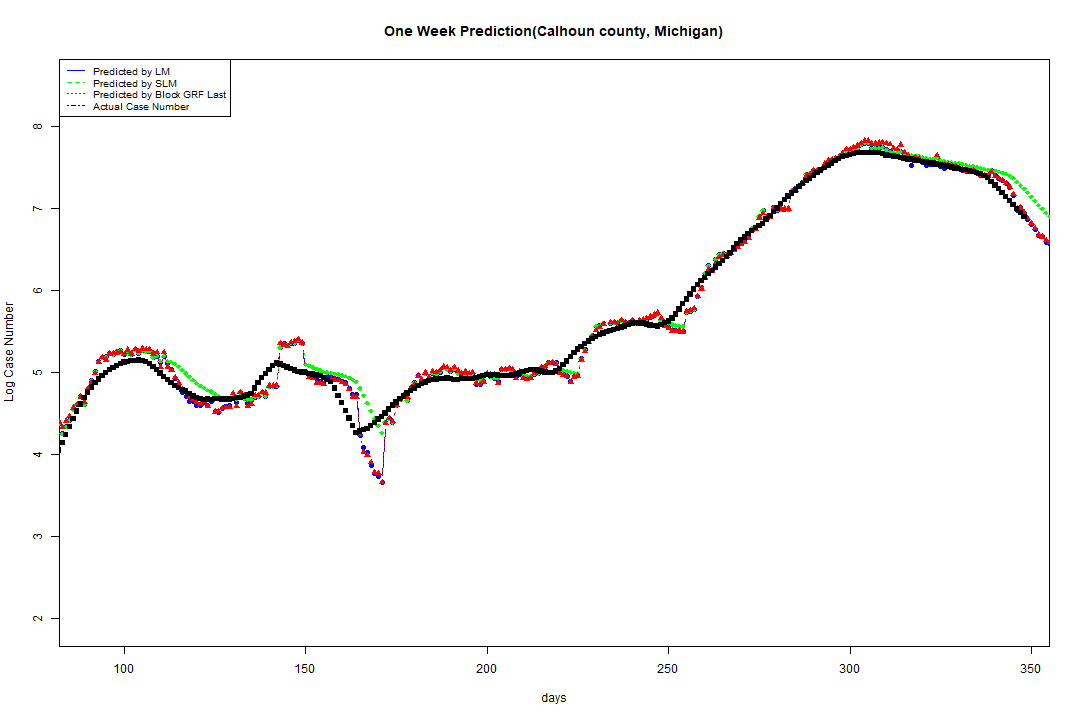 One Week Prediction(Calhoun county, Michigan)
Predicted by LM
Predicted by SLM
Predicted by Block GRF Last
Actual Case Number
Log Case Number
8
7
6
5
4
3
2
100 150 200 250 300 350
days